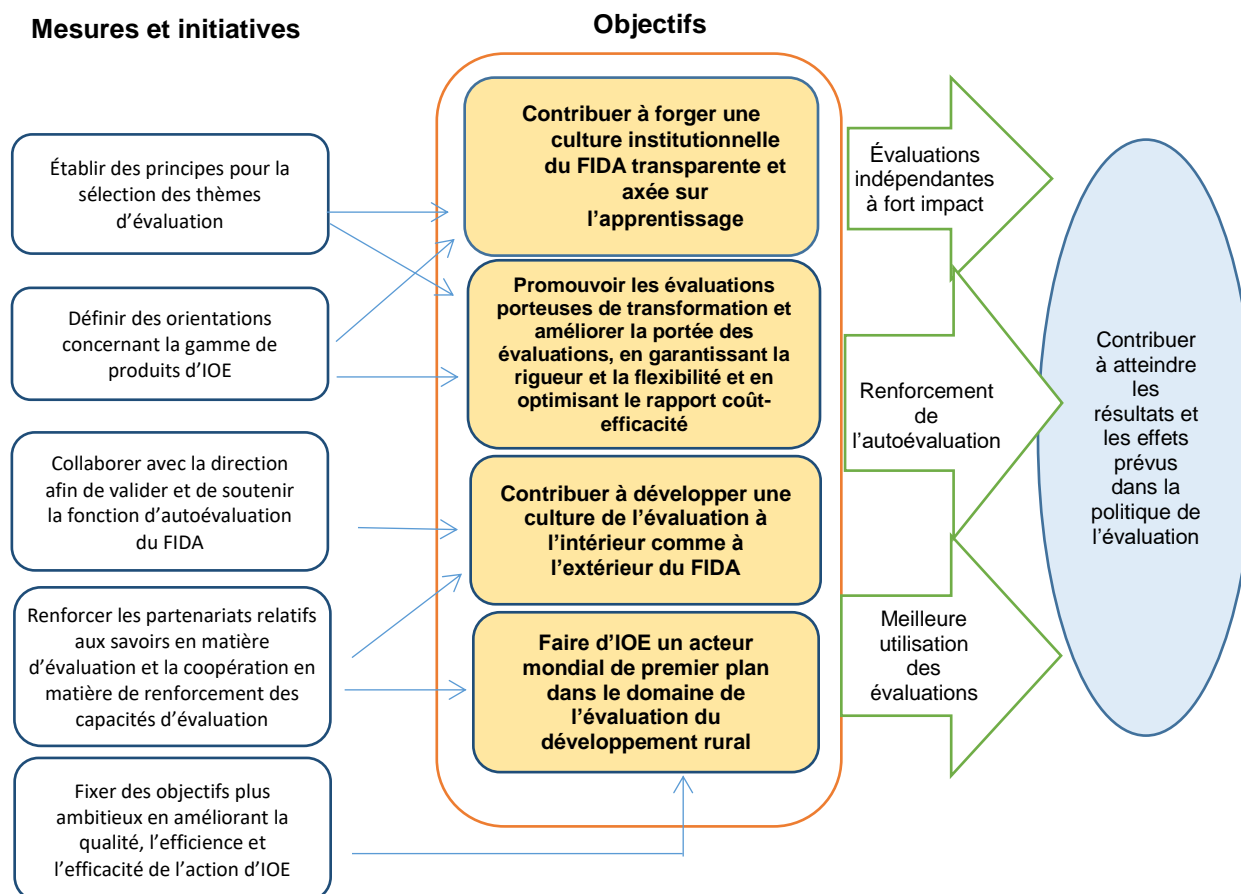 Mesures et initiatives
Établir des principes pour la
sélection des thèmes
d’évaluation
Définir des orientations
concernant la gamme de
produits d’IOE
Collaborer avec la direction
afin de valider et de soutenir
la fonction d’autoévaluation
du FIDA
Renforcer les partenariats relatifs
aux savoirs en matière
d’évaluation et la coopération en
matière de renforcement des
capacités d’évaluation
Fixer des objectifs plus
ambitieux en améliorant la
qualité, l’efficience et
l’efficacité de l’action d’IOE
Objectifs
Contribuer à forger une
culture institutionnelle
du FIDA transparente et
axée sur
l’apprentissage
Promouvoir les évaluations
porteuses de transformation et
améliorer la portée des
évaluations, en garantissant la
rigueur et la flexibilité et en
optimisant le rapport coût-
efficacité
Contribuer à développer une
culture de l’évaluation à
l’intérieur comme à
l’extérieur du FIDA
Faire d’IOE un acteur
mondial de premier plan
dans le domaine de
l’évaluation du
développement rural
Évaluations
indépendantes
à fort impact
Renforcement
de
l’autoévaluation
Meilleure
utilisation
des
évaluations
Contribuer
à atteindre
les
résultats et
les effets
prévus
dans la
politique de
l’évaluation